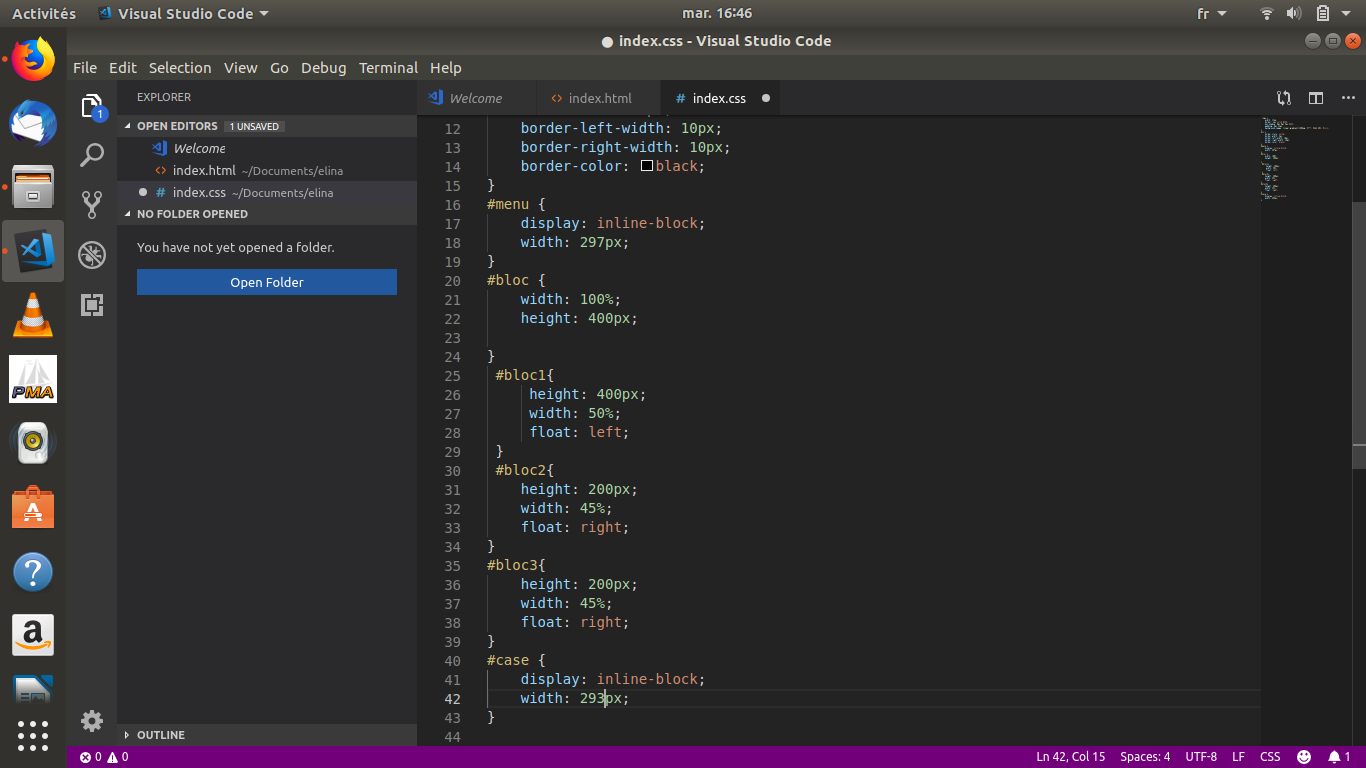 Activités
Visual Studio Code
mar. 16:46
fr
● index.css - Visual Studio Code
File Edit Selection View Go Debug Terminal Help
1
EXPLORER
OPEN EDITORS 1 UNSAVED
Welcome
index.html ~/Documents/elina
# index.css ~/Documents/elina
NO FOLDER OPENED
You have not yet opened a folder.
Open Folder
OUTLINE
PMA
A
?
a
Welcome
index.html
# index.css
12 border-left-width: 10px;
13 border-right-width: 10px;
14 border-color: black;
15 }
16 #menu {
17 display: inline-block;
18 width: 297px;
19 }
20 #bloc {
21 width: 100%;
22 height: 400px;
23
24 }
25 #bloc1{
26 height: 400px;
27 width: 50%;
28 float: left;
29 }
30 #bloc2{
31 height: 200px;
32 width: 45%;
33 float: right;
34 }
35 #bloc3{
36 height: 200px;
37 width: 45%;
38 float: right;
39 }
40 #case {
41 display: inline-block;
42 width: 293px;
43 }
44
0 0
Ln 42, Col 15
Spaces: 4
UTF-8
LF
CSS
1